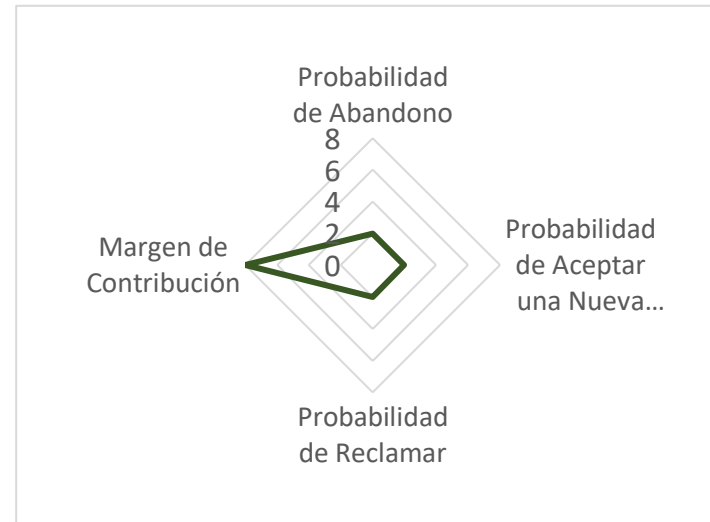 Probabilidad
de Abandono
8
6
4
2
0
Probabilidad
de Aceptar
una Nueva...
Margen de
Contribución
Probabilidad
de Reclamar